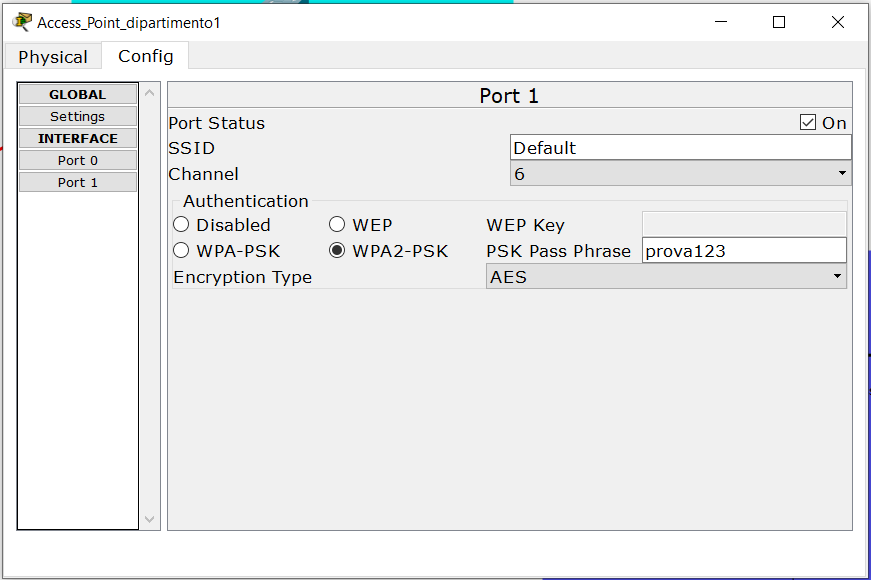 Access_Point_dipartimento1
Physical Config
GLOBAL
Settings
INTERFACE
Port 0
Port 1
Port 1
Port Status On
SSID Default
Channel 6
Authentication
Disabled WEP WEP Key
WPA-PSK WPA2-PSK PSK Pass Phrase prova123
Encryption Type AES